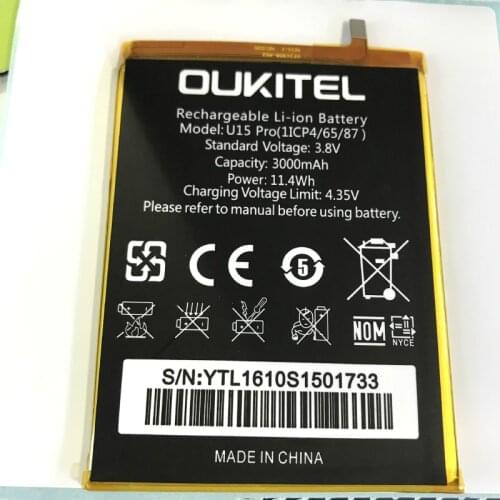 OUKITEL
Rechargeable Li-ion Battery
Model: U15 Pro(1ICP4/65/87 )
Standard Voltage: 3.8V
Capacity: 3000mAh
Power: 11.4Wh
Charging Voltage Limit: 4.35V
Please refer to manual before using battery.
CE 5
NOM NYCE
S/N:YTL1610S1501733
MADE IN CHINA